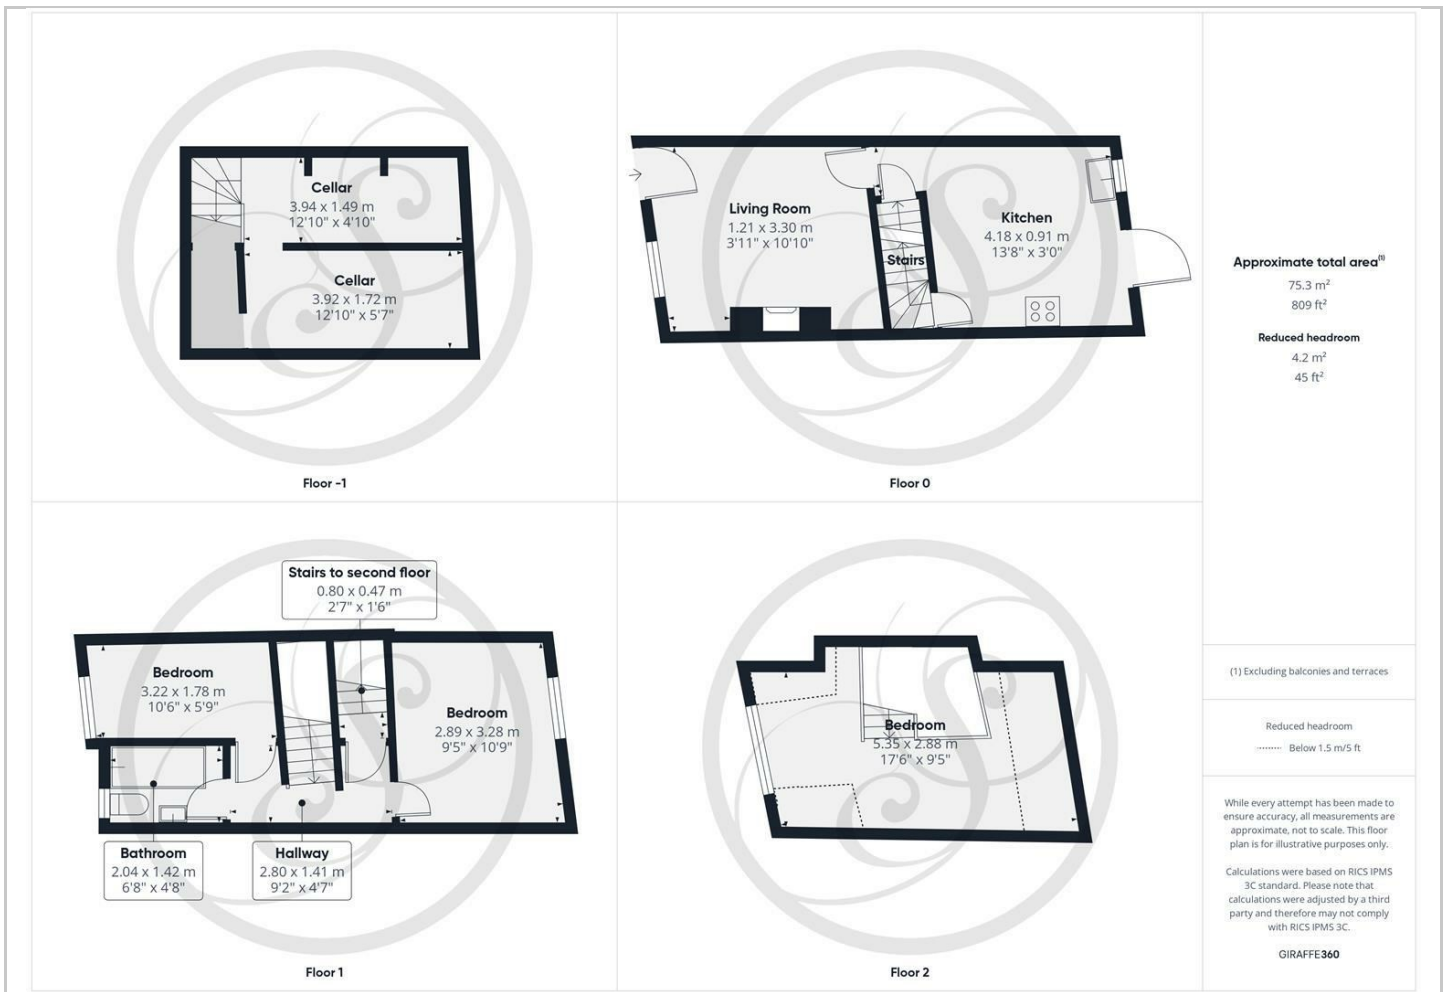 Cellar
3.94 x 1.49 m
12'10" x 4'10"
Cellar
3.92 x 1.72 m
12'10" x 5'7"
Floor -1
Living Room
1.21 x 3.30 m
3'11" x 10'10"
Stairs
Kitchen
4.18 x 0.91 m
13'8" x 3'0"
Floor 0
Stairs to second floor
0.80 x 0.47 m
2'7" x 1'6"
Bedroom
3.22 x 1.78 m
10'6" x 5'9"
Bedroom
2.89 x 3.28 m
9'5" x 10'9"
Bathroom
2.04 x 1.42 m
6'8" x 4'8"
Hallway
2.80 x 1.41 m
9'2" x 4'7"
Floor 1
Bedroom
5.35 x 2.88 m
17'6" x 9'5"
Floor 2
Approximate total area(1)
75.3 m²
809 ft²
Reduced headroom
4.2 m²
45 ft²
(1) Excluding balconies and terraces
Reduced headroom
Below 1.5 m/5 ft
While every attempt has been made to
ensure accuracy, all measurements are
approximate, not to scale. This floor
plan is for illustrative purposes only.
Calculations were based on RICS IPMS
3C standard. Please note that
calculations were adjusted by a third
party and therefore may not comply
with RICS IPMS 3C.
GIRAFFE360